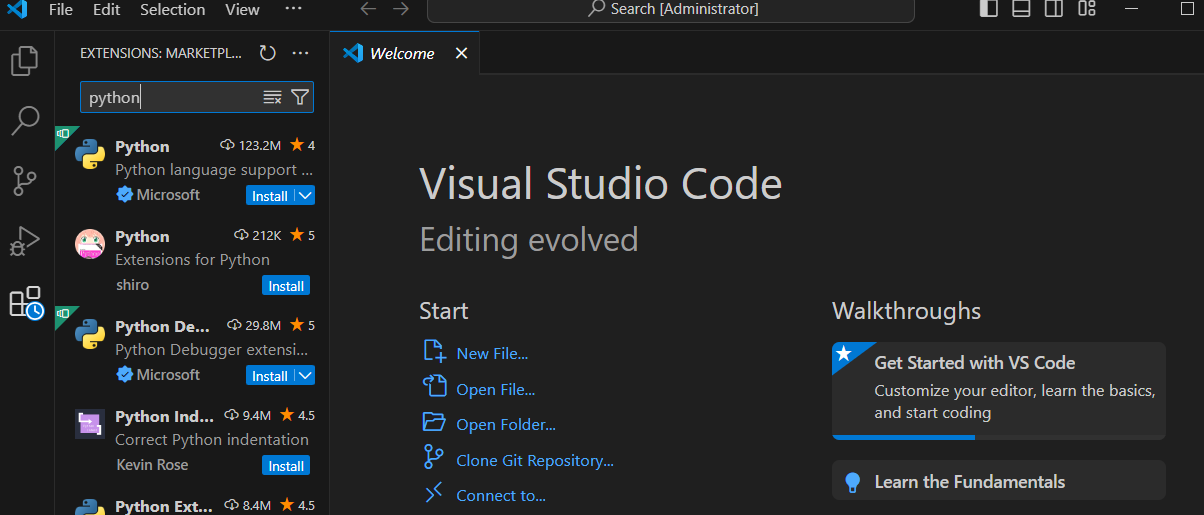 File Edit Selection View ···
Search [Administrator]
EXTENSIONS: MARKETPL... ···
python
Python 123.2M 4
Python language support ...
Microsoft Install
Python 212K 5
Extensions for Python
shiro Install
Python De... 29.8M 5
Python Debugger extensi...
Microsoft Install
Python Ind... 9.4M 4.5
Correct Python indentation
Kevin Rose Install
Python Ext... 8.4M 4.5
Welcome
Visual Studio Code
Editing evolved
Start
New File...
Open File...
Open Folder...
Clone Git Repository...
Connect to...
Walkthroughs
Get Started with VS Code
Customize your editor, learn the basics,
and start coding
Learn the Fundamentals